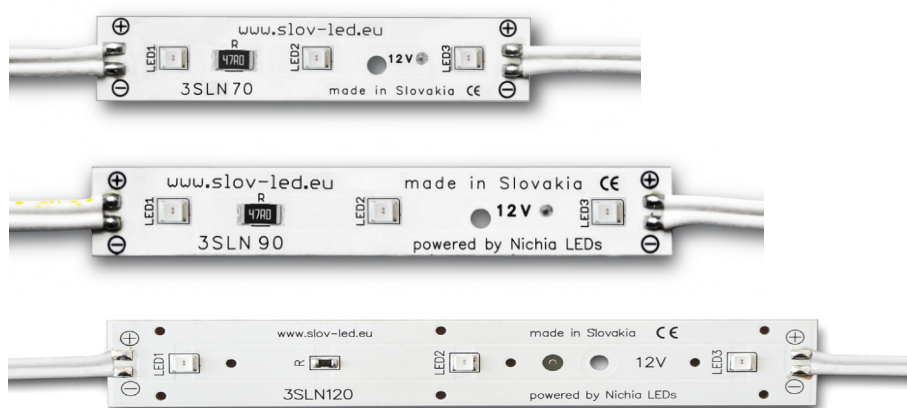 ⊕ www.slov-led.eu ⊕
LED1 R 47A0 LED2 12V LED3
⊖ 3SLN70 made in Slovakia CE ⊖
⊕ www.slov-led.eu made in Slovakia CE ⊕
LED1 R 47A0 LED2 12V LED3
⊖ 3SLN90 powered by Nichia LEDs ⊖
⊕ www.slov-led.eu made in Slovakia CE ⊕
LED1 R LED2 12V LED3
⊖ 3SLN120 powered by Nichia LEDs ⊖